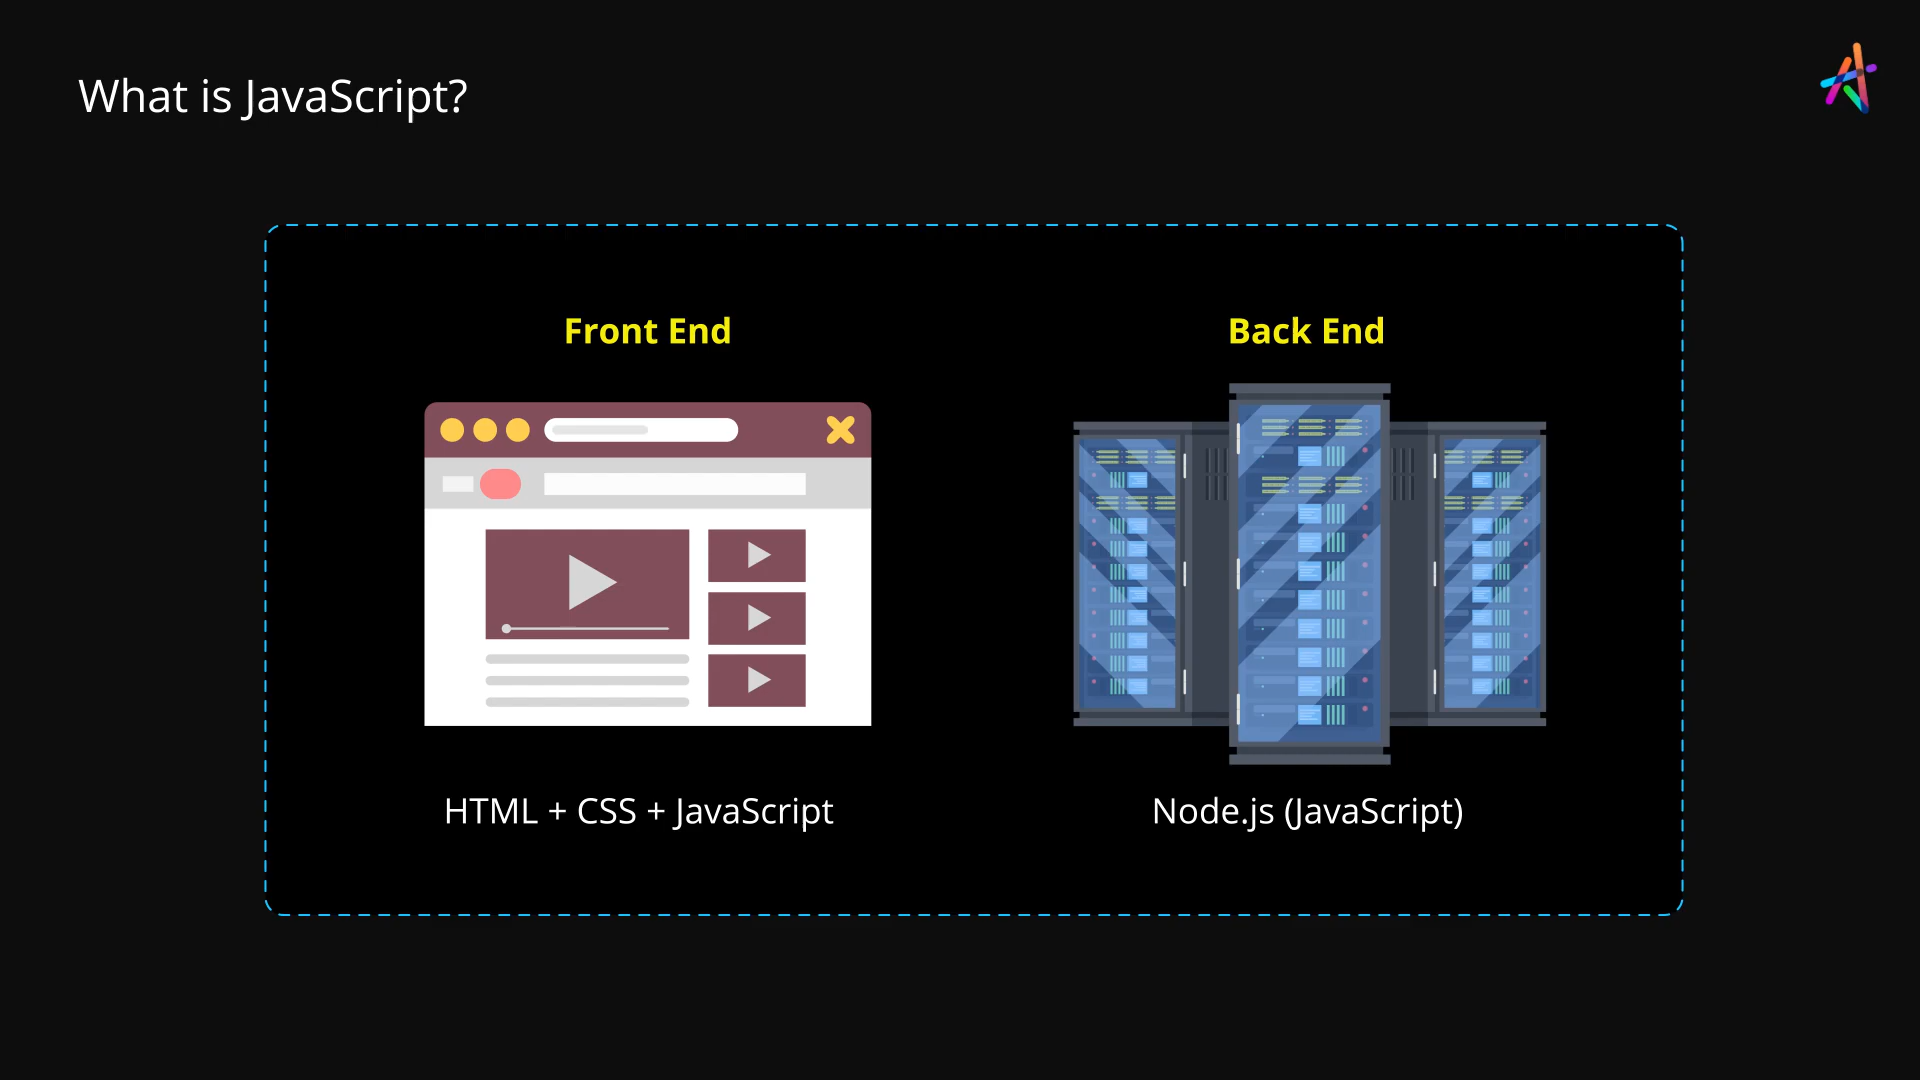 What is JavaScript?
Front End
Back End
HTML + CSS + JavaScript
Node.js (JavaScript)